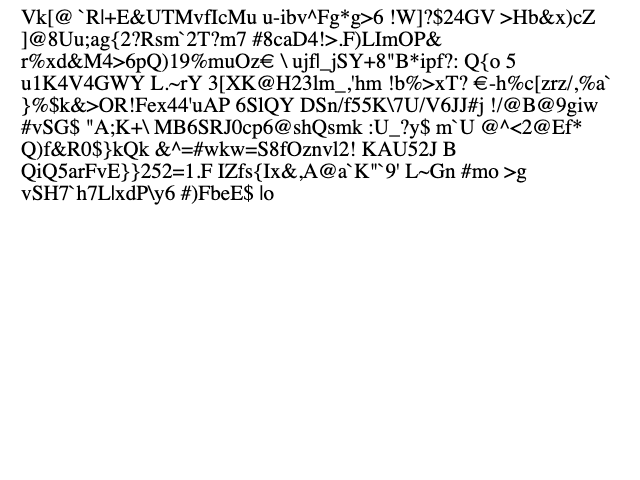 Vk[@ `R|+E&UTMvfIcMu u-ibv^Fg*g>6 !W]?$24GV >Hb&x)cZ
]@8Uu;ag{2?Rsm`2T?m7 #8caD4!>.F)LImOP&
r%xd&M4>6pQ)19%muOz€ \ ujfl_jSY+8"B*ipf?: Q{o 5
u1K4V4GWY L.~rY 3[XK@H23lm_,'hm !b%>xT? €-h%c[zrz/,%a`
}%$k&>OR!Fex44'uAP 6SlQY DSn/f55K\7U/V6JJ#j !/@B@9giw
#vSG$ "A;K+\ MB6SRJ0cp6@shQsmk :U_?y$ m`U @^<2@Ef*
Q)f&R0$}kQk &^=#wkw=S8fOznvl2! KAU52J B
QiQ5arFvE}}252=1.F IZfs{Ix&,A@a`K"`9' L~Gn #mo >g
vSH7`h7L|xdP\y6 #)FbeE$ |o